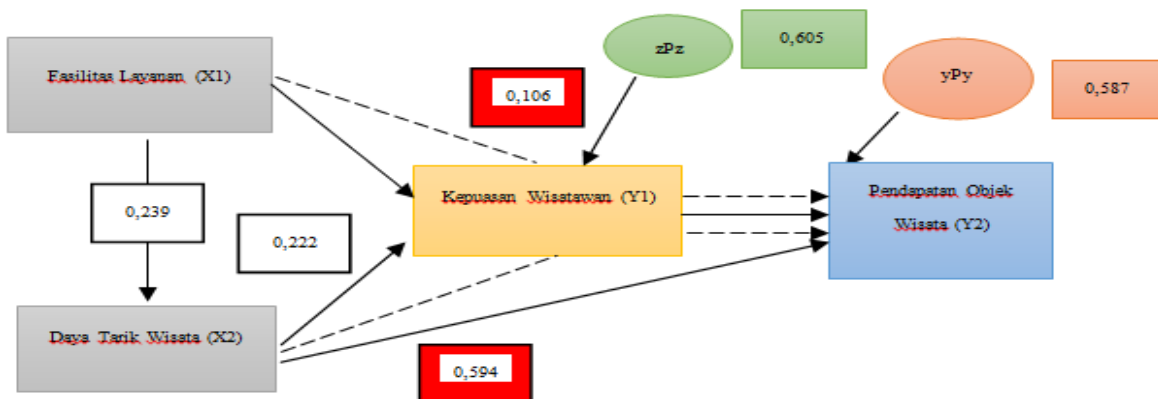 zPz
0,605
Fasilitas Layanan (X1)
yPy
0,587
0,106
Kepuasan Wisatawan (Y1)
Pendapatan Objek
Wisata (Y2)
0,239
0,222
Daya Tarik Wisata (X2)
0,594